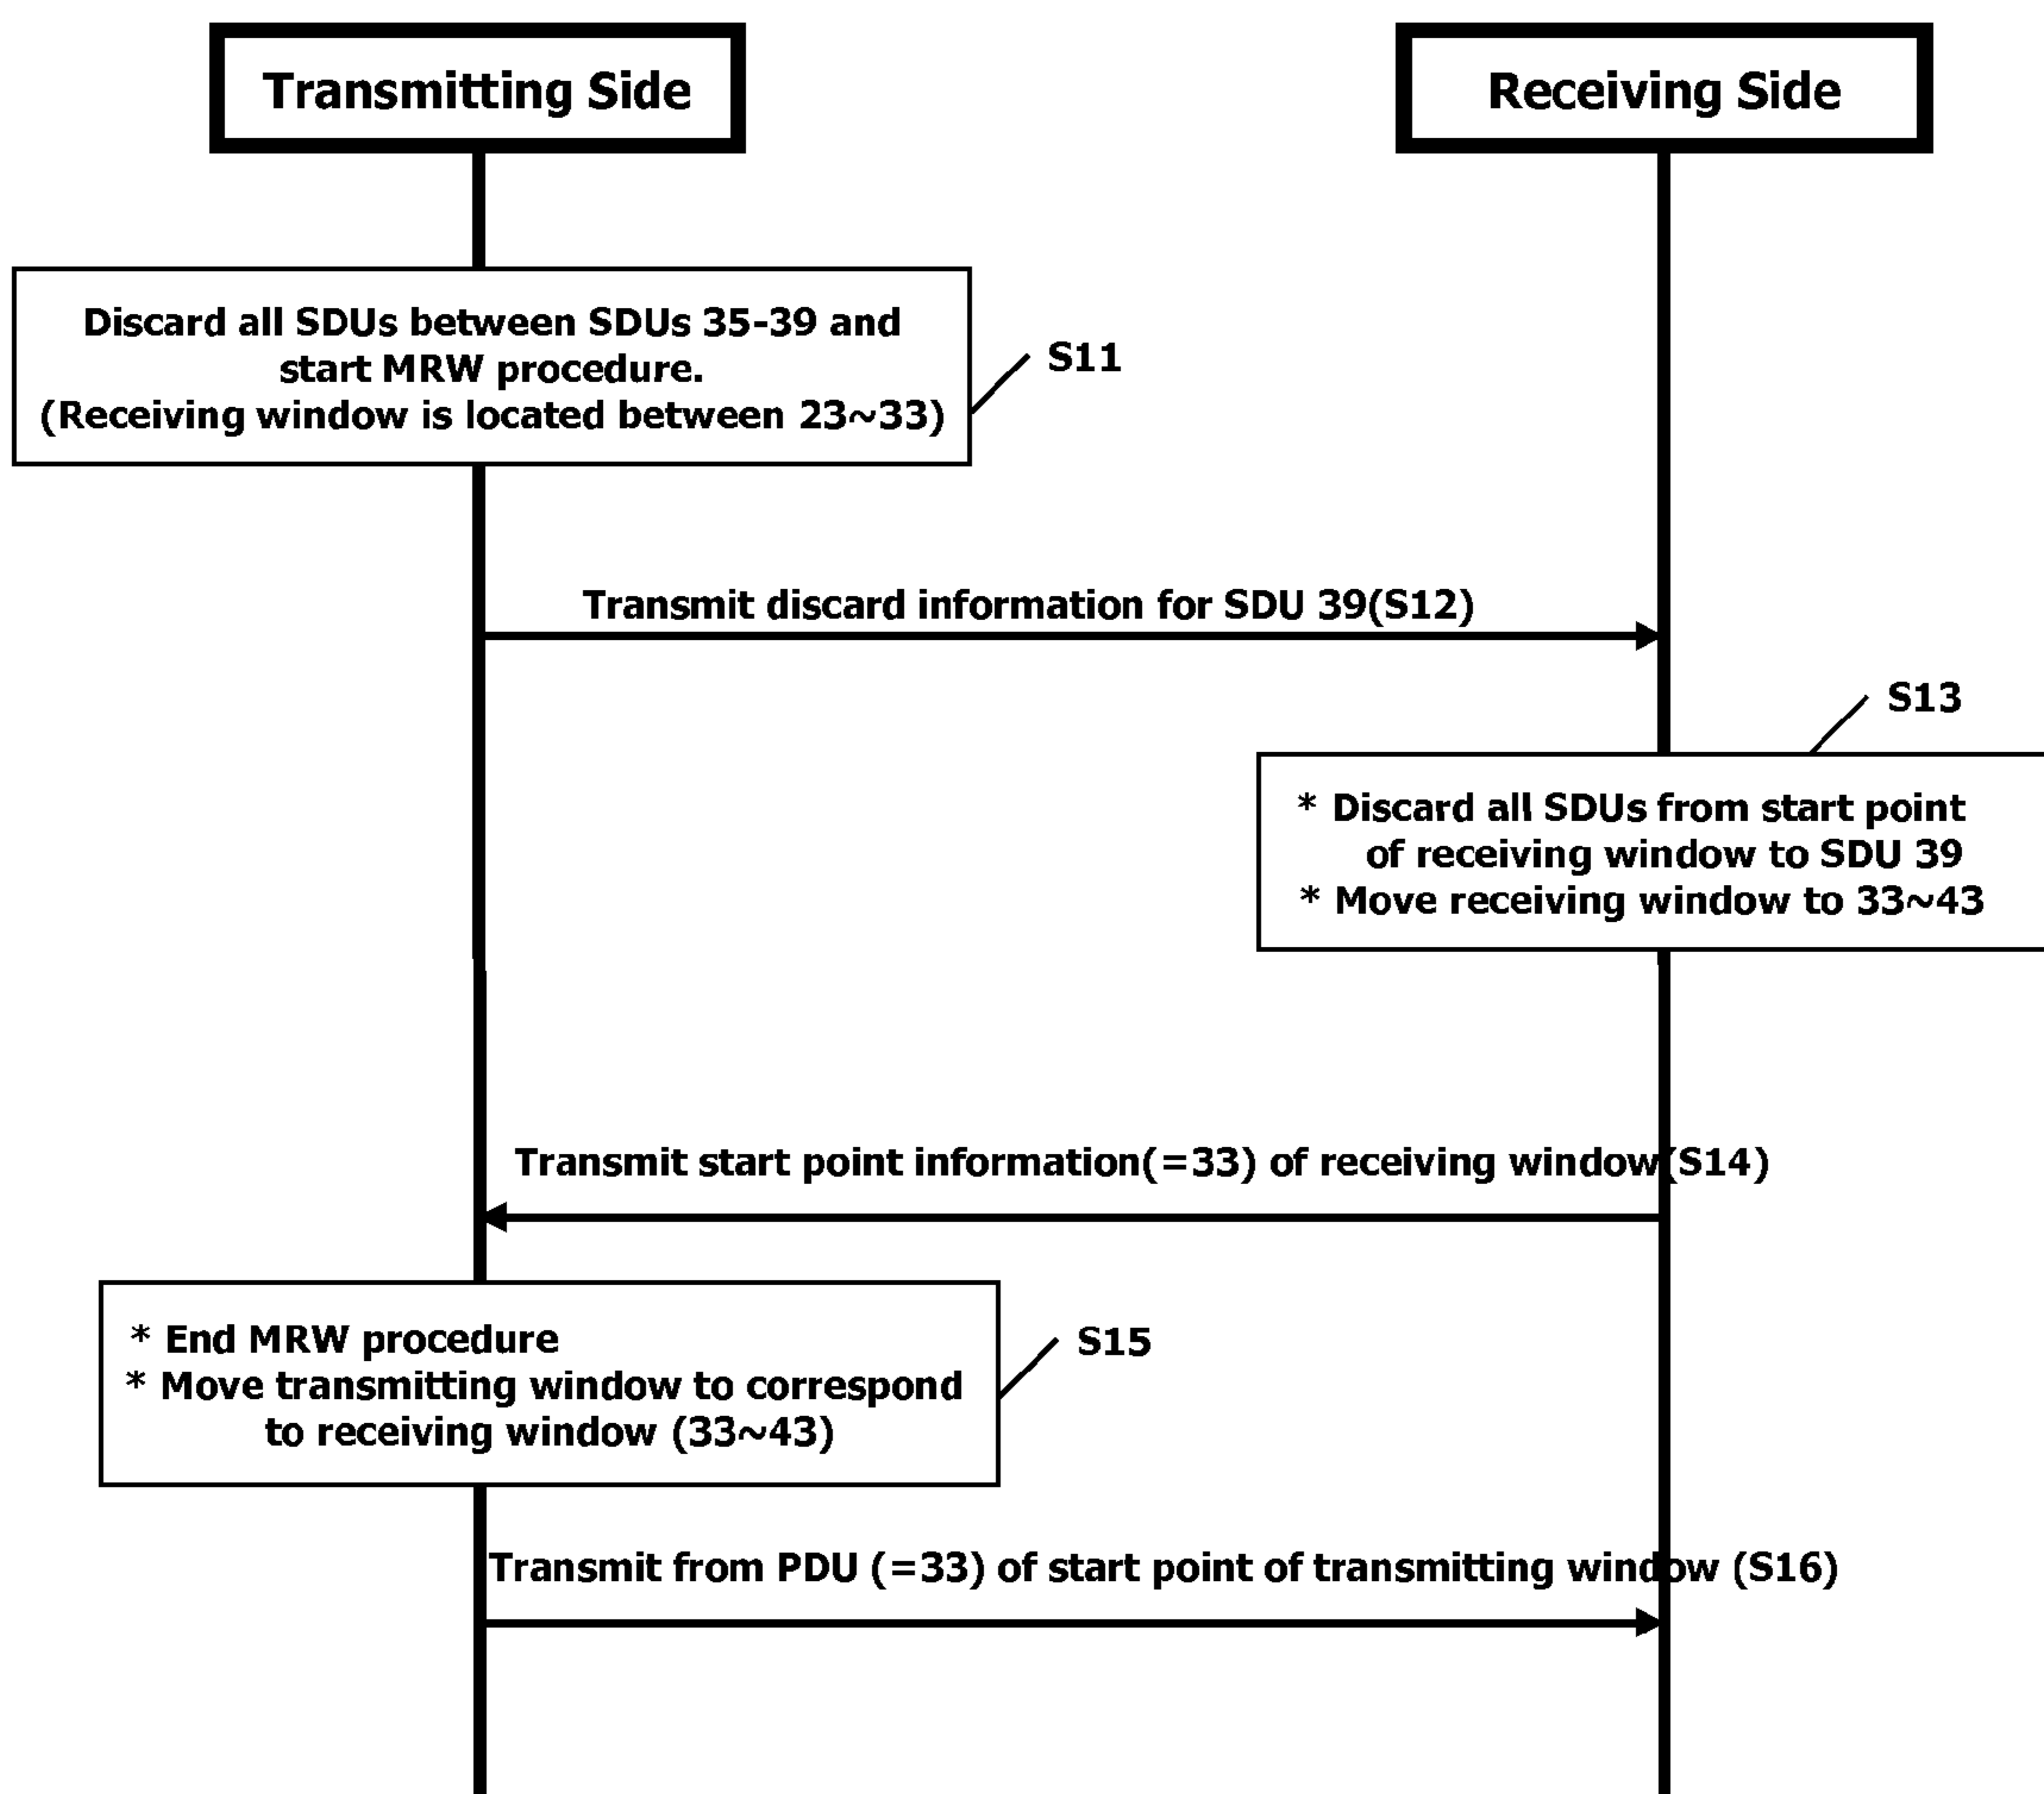 Transmitting Side
Receiving Side
Discard all SDUs between SDUs 35-39 and
start MRW procedure.
(Receiving window is located between 23~33)
S11
Transmit discard information for SDU 39(S12)
S13
* Discard all SDUs from start point
of receiving window to SDU 39
* Move receiving window to 33~43
Transmit start point information(=33) of receiving window(S14)
* End MRW procedure
* Move transmitting window to correspond
to receiving window (33~43)
S15
Transmit from PDU (=33) of start point of transmitting window (S16)